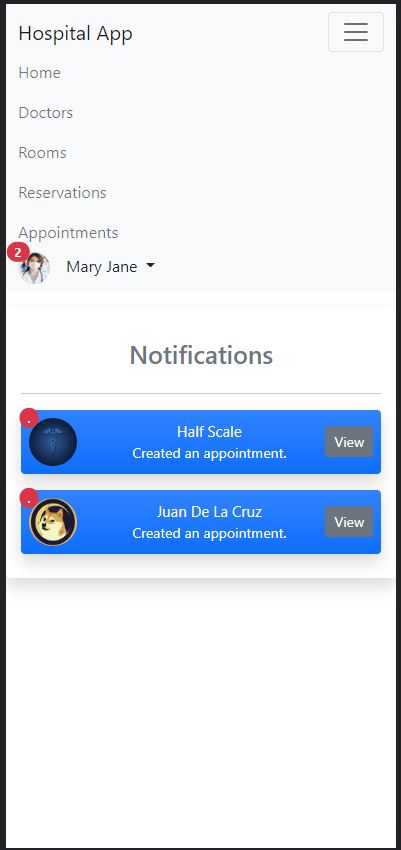 Hospital App
Home
Doctors
Rooms
Reservations
Appointments
2
Mary Jane
Notifications
.
Half Scale
Created an appointment.
View
.
Juan De La Cruz
Created an appointment.
View